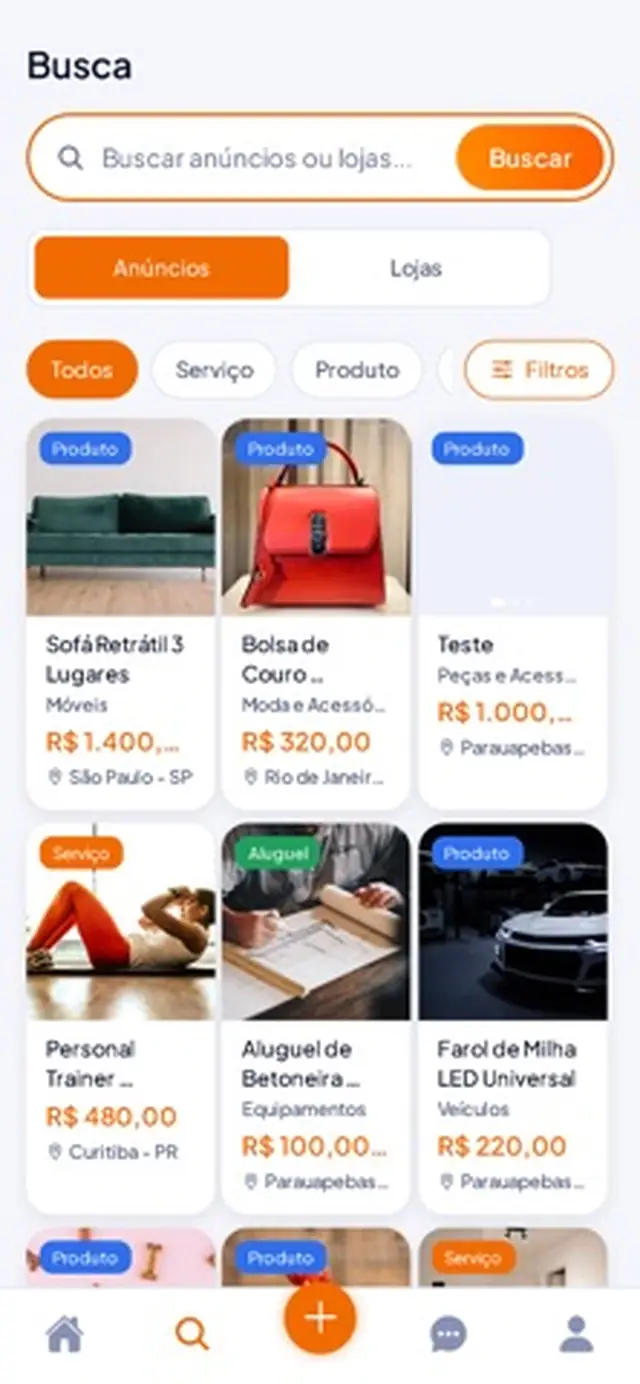 Busca
Buscar anúncios ou lojas...
Buscar
Anúncios
Lojas
Todos
Serviço
Produto
Filtros
Produto
Produto
Produto
Sofá Retrátil 3
Lugares
Móveis
R$ 1.400,...
São Paulo - SP
Bolsa de
Couro ...
Moda e Acessó...
R$ 320,00
Rio de Janeir...
Teste
Peças e Acess...
R$ 1.000,...
Parauapebas...
Serviço
Aluguel
Produto
Personal
Trainer ...
R$ 480,00
Curitiba - PR
Aluguel de
Betoneira ...
Equipamentos
R$ 100,00...
Parauapebas...
Farol de Milha
LED Universal
Veículos
R$ 220,00
Parauapebas...
Produto
Produto
Serviço